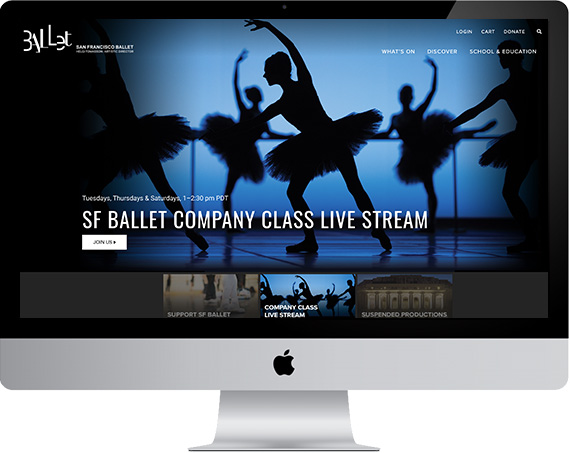 BALLet
SAN FRANCISCO BALLET
HELGI TOMASSON, ARTISTIC DIRECTOR
LOGIN CART DONATE
WHAT'S ON DISCOVER SCHOOL & EDUCATION
Tuesdays, Thursdays & Saturdays, 1–2:30 pm PDT
SF BALLET COMPANY CLASS LIVE STREAM
JOIN US
SUPPORT SF BALLET
COMPANY CLASS
LIVE STREAM
SUSPENDED PRODUCTIONS